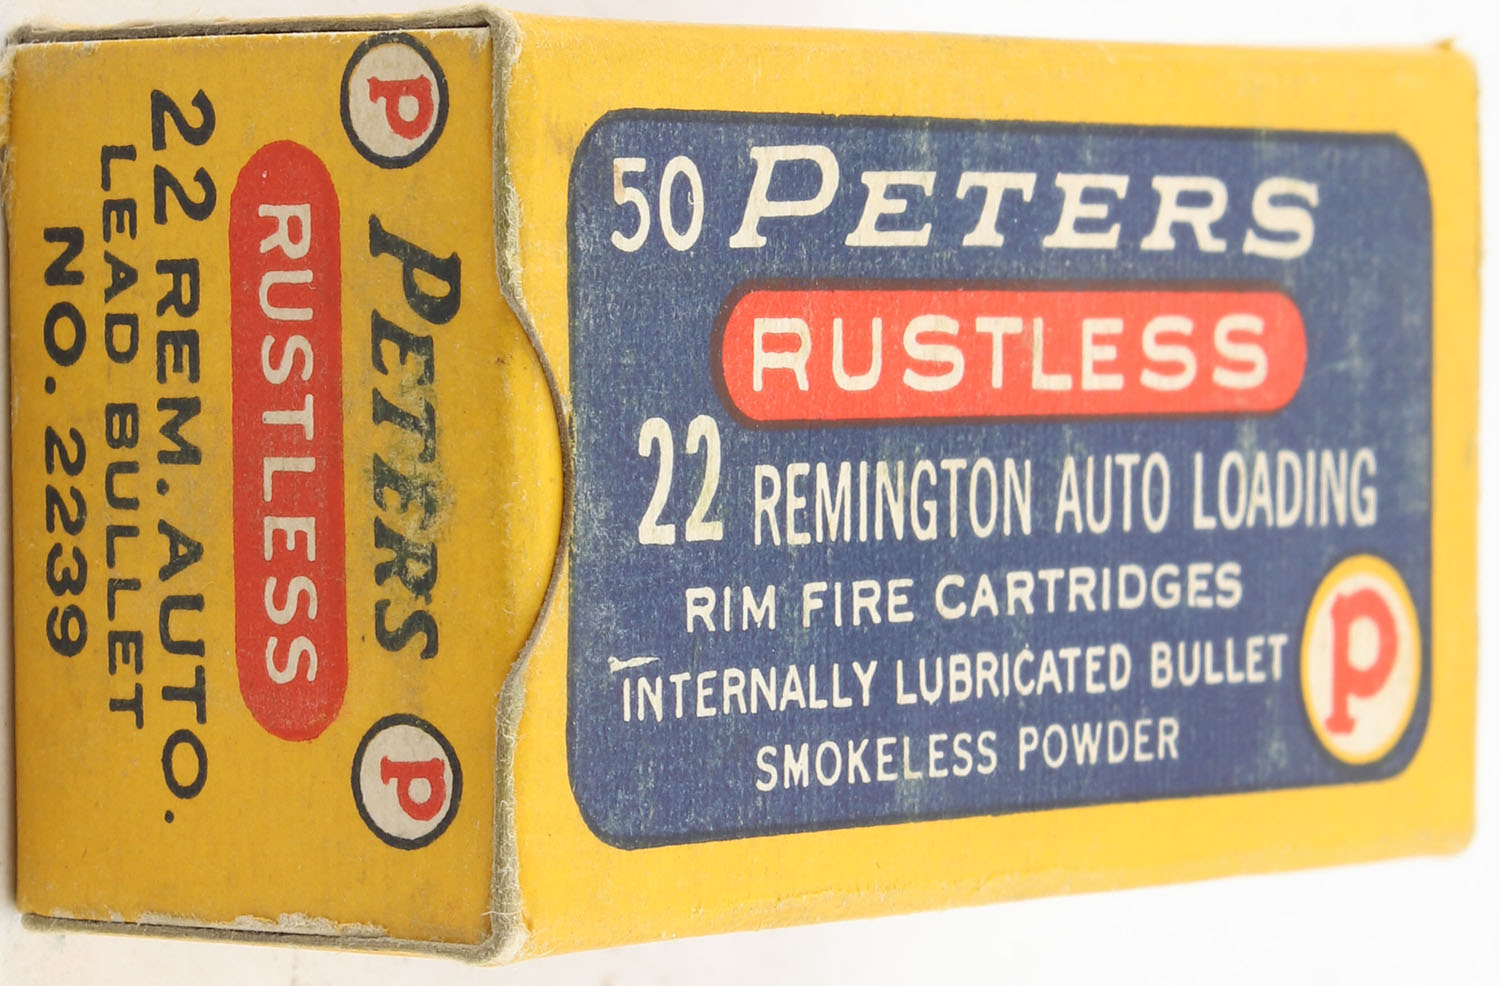 50 PETERS
RUSTLESS
22 REMINGTON AUTO LOADING
RIM FIRE CARTRIDGES
INTERNALLY LUBRICATED BULLET
SMOKELESS POWDER
P
P PETERS P
RUSTLESS
22 REM. AUTO.
LEAD BULLET
NO. 2239